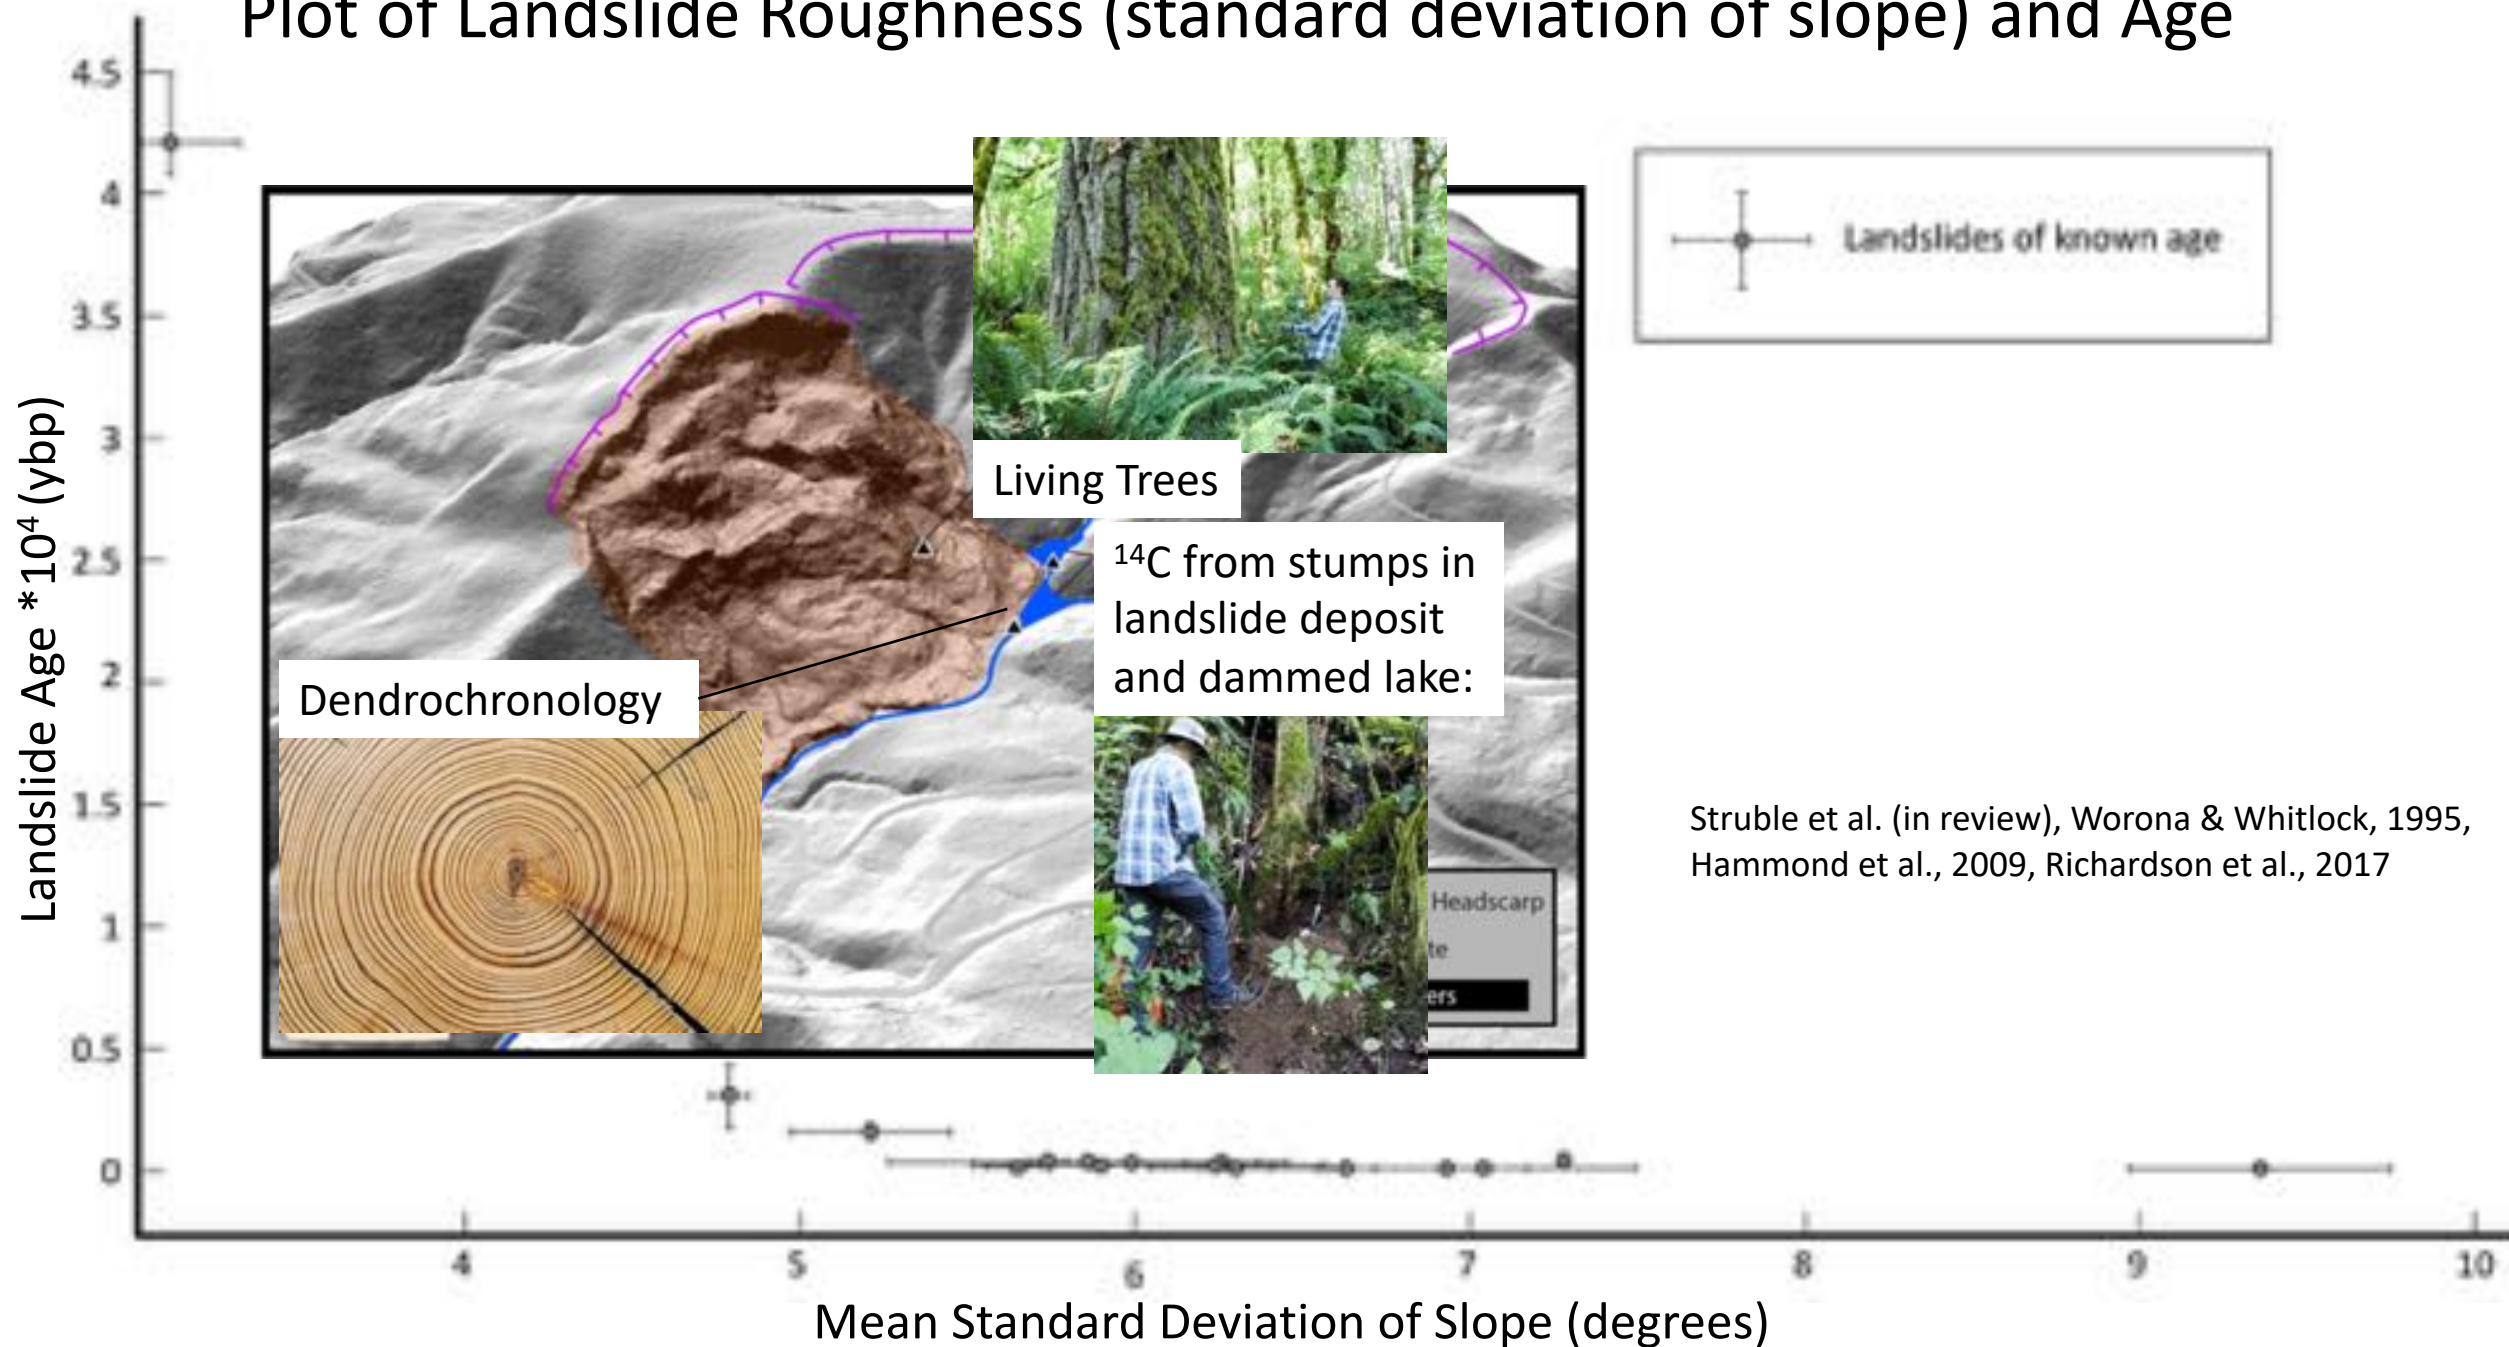 Plot of Landslide Roughness (standard deviation of slope) and Age
4.5
4
3.5
3
2.5
2
1.5
1
0.5
0
Landslide Age *10⁴ (ybp)
Landslides of known age
Living Trees
¹⁴C from stumps in
landslide deposit
and dammed lake:
Dendrochronology
Struble et al. (in review), Worona & Whitlock, 1995,
Hammond et al., 2009, Richardson et al., 2017
Headscarp
te
ers
4 5 6 7 8 9 10
Mean Standard Deviation of Slope (degrees)